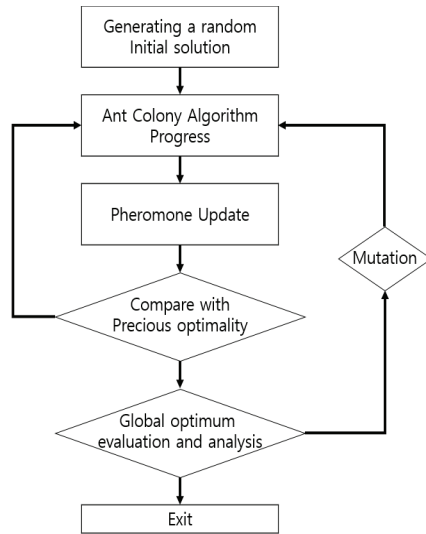 Generating a random
Initial solution
Ant Colony Algorithm
Progress
Pheromone Update
Mutation
Compare with
Precious optimality
Global optimum
evaluation and analysis
Exit